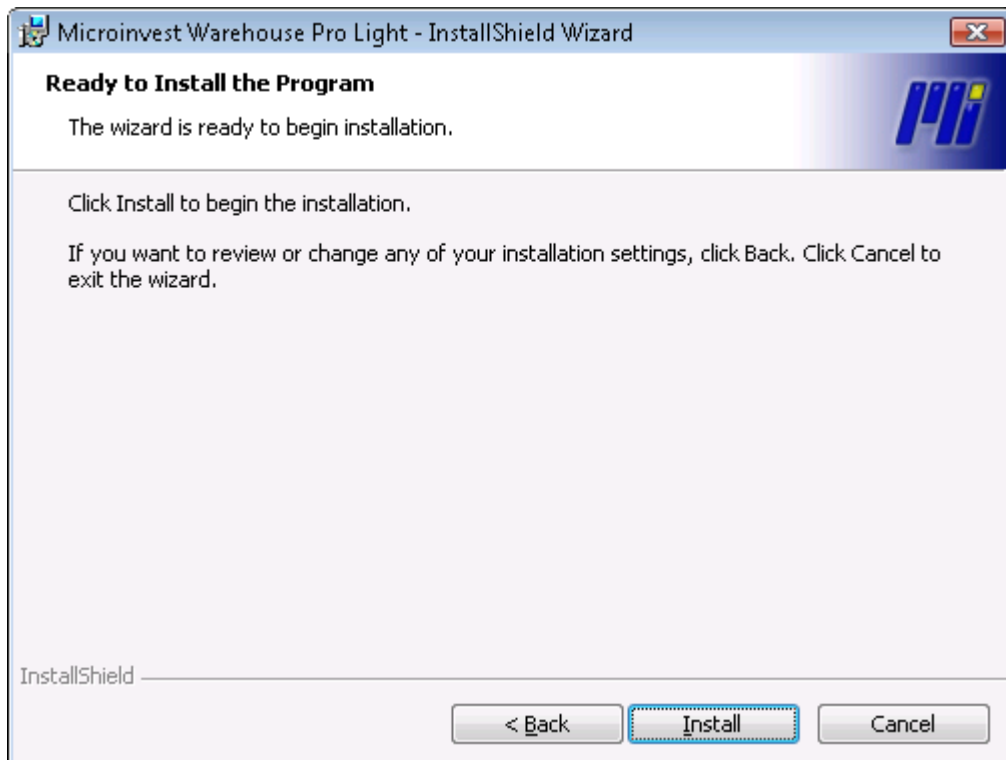 Microinvest Warehouse Pro Light - InstallShield Wizard
Ready to Install the Program
The wizard is ready to begin installation.
Mi
Click Install to begin the installation.
If you want to review or change any of your installation settings, click Back. Click Cancel to
exit the wizard.
InstallShield
< Back
Install
Cancel